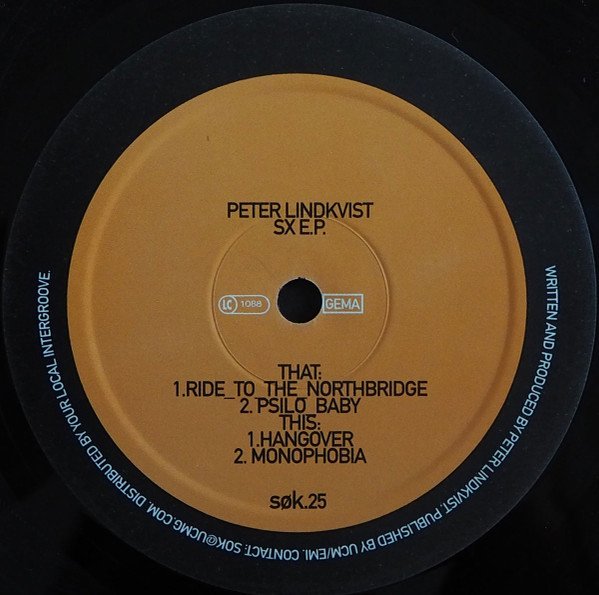 PETER LINDKVIST
SX E.P.
LC 1088
GEMA
THAT:
1.RIDE_TO_THE_NORTHBRIDGE
2. PSILO_BABY
THIS:
1.HANGOVER
2. MONOPHOBIA
søk.25
WRITTEN AND PRODUCED BY PETER LINDKVIST. PUBLISHED BY UCM/EMI. CONTACT: SOK@UCMG.COM. DISTRIBUTED BY YOUR LOCAL INTERGROOVE.